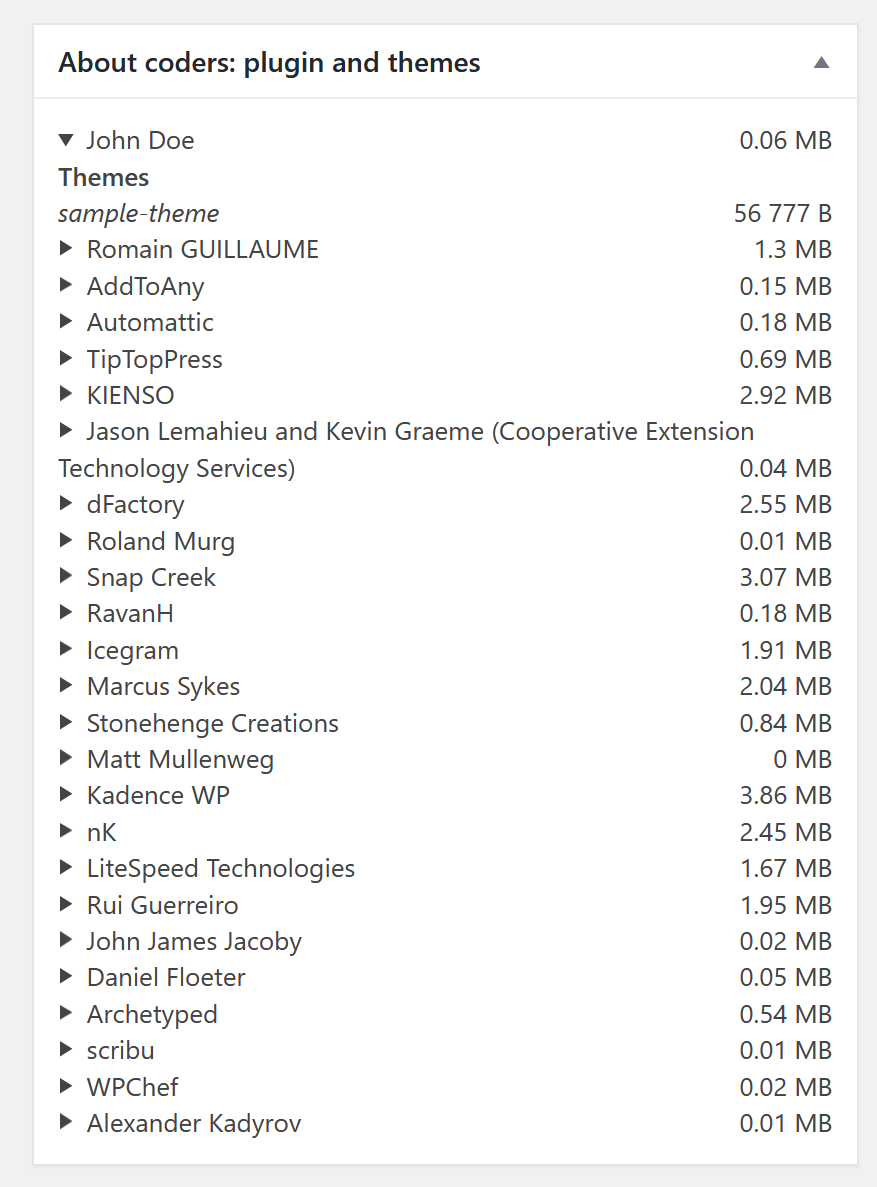 About coders: plugin and themes
John Doe 0.06 MB
Themes
sample-theme 56 777 B
Romain GUILLAUME 1.3 MB
AddToAny 0.15 MB
Automattic 0.18 MB
TipTopPress 0.69 MB
KIENSO 2.92 MB
Jason Lemahieu and Kevin Graeme (Cooperative Extension
Technology Services) 0.04 MB
dFactory 2.55 MB
Roland Murg 0.01 MB
Snap Creek 3.07 MB
RavanH 0.18 MB
Icegram 1.91 MB
Marcus Sykes 2.04 MB
Stonehenge Creations 0.84 MB
Matt Mullenweg 0 MB
Kadence WP 3.86 MB
nK 2.45 MB
LiteSpeed Technologies 1.67 MB
Rui Guerreiro 1.95 MB
John James Jacoby 0.02 MB
Daniel Floeter 0.05 MB
Archetyped 0.54 MB
scribu 0.01 MB
WPChef 0.02 MB
Alexander Kadyrov 0.01 MB